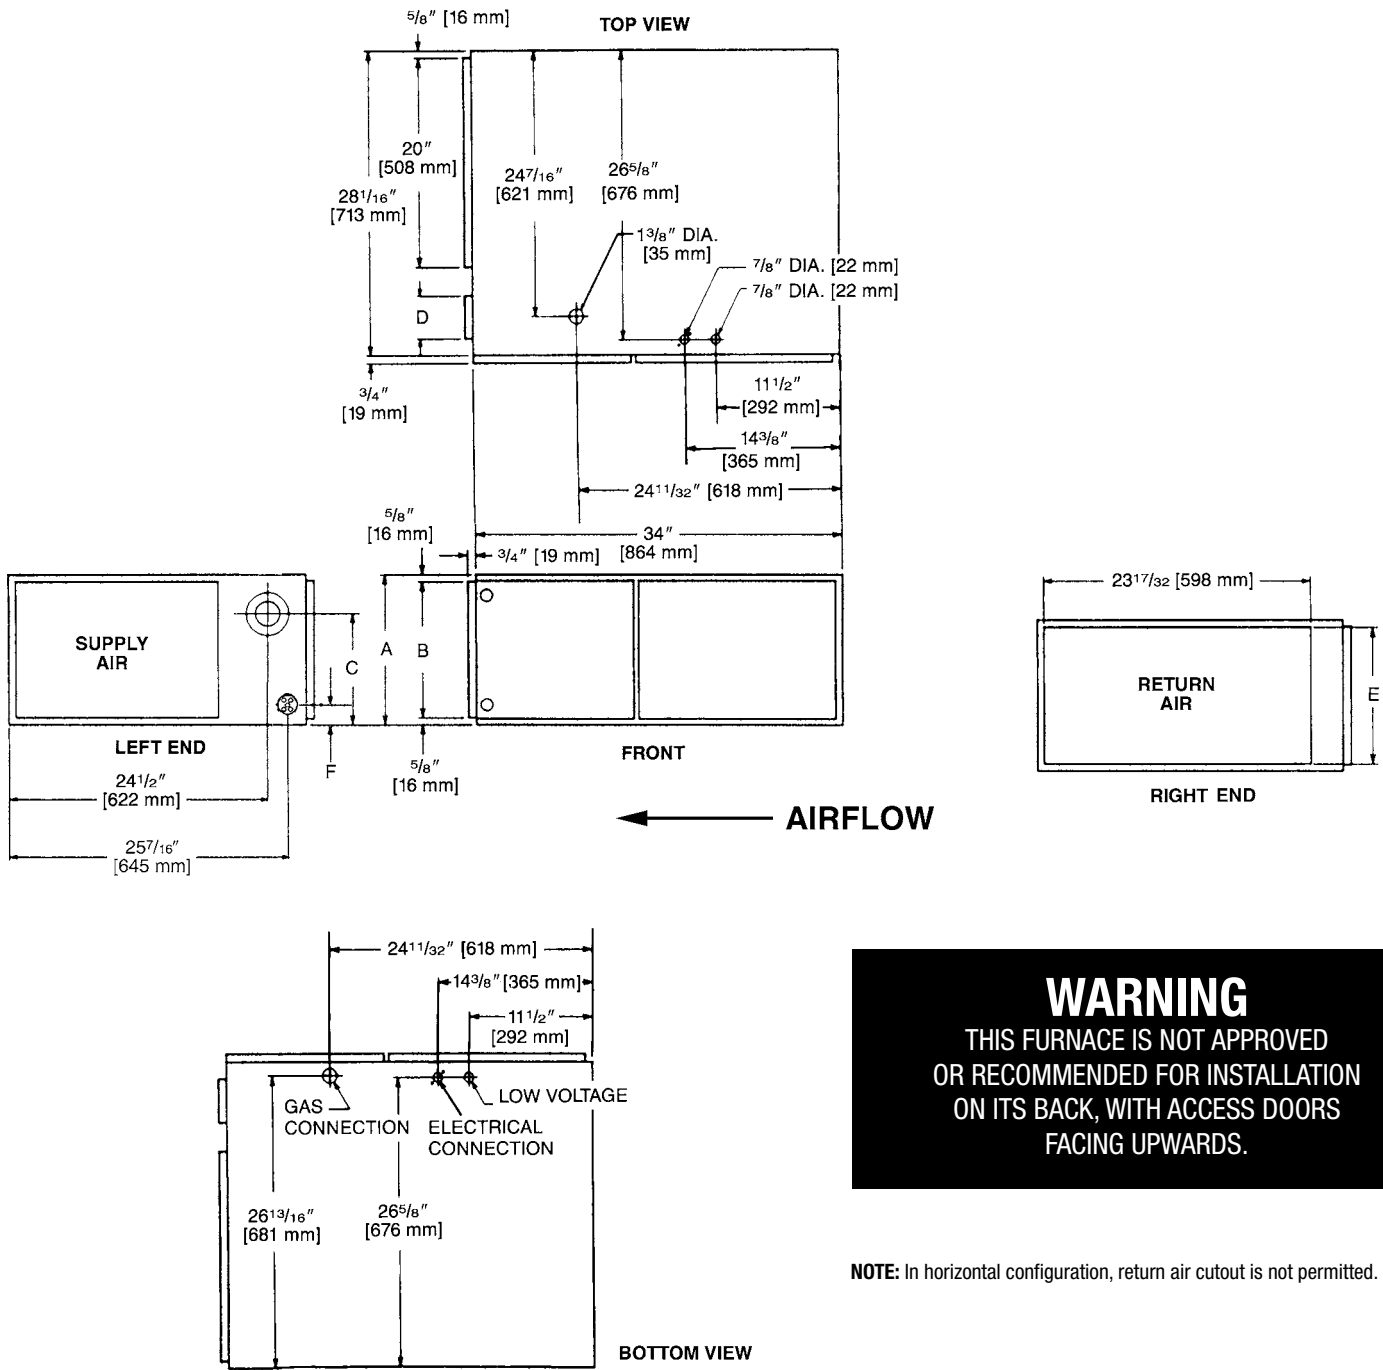 5/8" [16 mm]
TOP VIEW
20"
[508 mm]
28 1/16"
[713 mm]
24 7/16"
[621 mm]
26 5/8"
[676 mm]
1 3/8" DIA.
[35 mm]
7/8" DIA. [22 mm]
7/8" DIA. [22 mm]
D
3/4"
[19 mm]
11 1/2"
[292 mm]
14 3/8"
[365 mm]
24 11/32" [618 mm]
5/8"
[16 mm]
34"
[864 mm]
3/4" [19 mm]
SUPPLY
AIR
C
A
B
F
LEFT END
24 1/2"
[622 mm]
25 7/16"
[645 mm]
5/8"
[16 mm]
FRONT
23 17/32 [598 mm]
RETURN
AIR
E
RIGHT END
AIRFLOW
24 11/32" [618 mm]
14 3/8" [365 mm]
11 1/2"
[292 mm]
GAS
CONNECTION
ELECTRICAL
CONNECTION
LOW VOLTAGE
26 13/16"
[681 mm]
26 5/8"
[676 mm]
BOTTOM VIEW
WARNING
THIS FURNACE IS NOT APPROVED
OR RECOMMENDED FOR INSTALLATION
ON ITS BACK, WITH ACCESS DOORS
FACING UPWARDS.
NOTE: In horizontal configuration, return air cutout is not permitted.